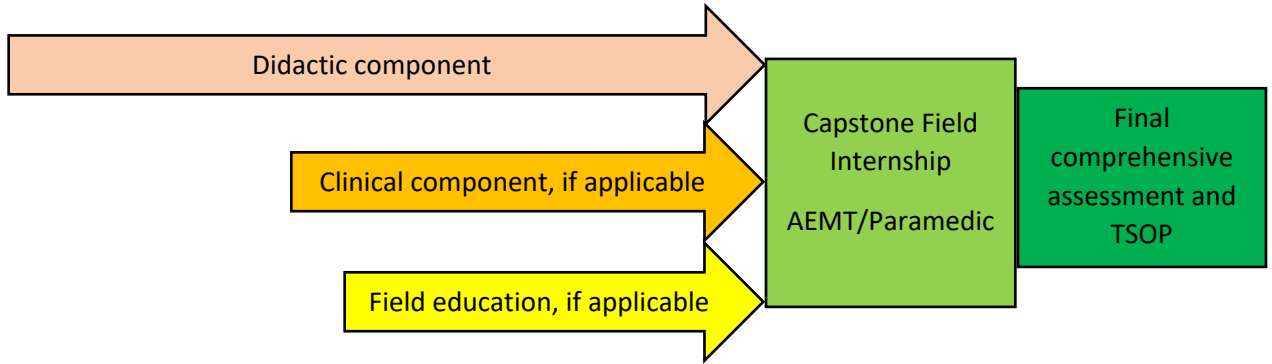 Didactic component
Clinical component, if applicable
Field education, if applicable
Capstone Field
Internship
AEMT/Paramedic
Final
comprehensive
assessment and
TSOP